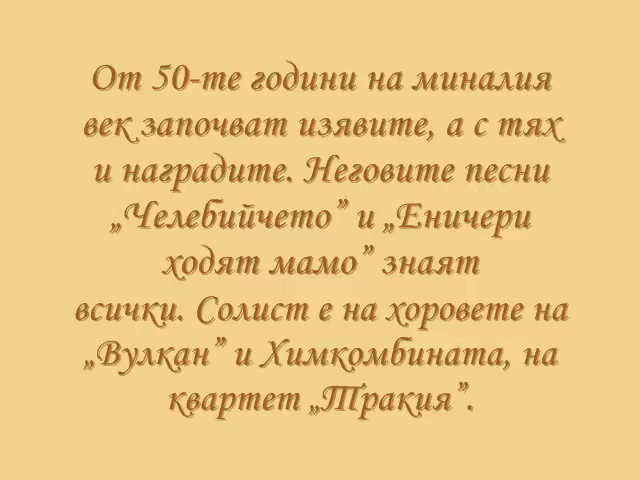 От 50-те години на миналия
век започват изявите, а с тях
и наградите. Неговите песни
„Челебийчето” и „Еничери
ходят мамо” знаят
всички. Солист е на хоровете на
„Вулкан” и Химкомбината, на
квартет „Тракия”.